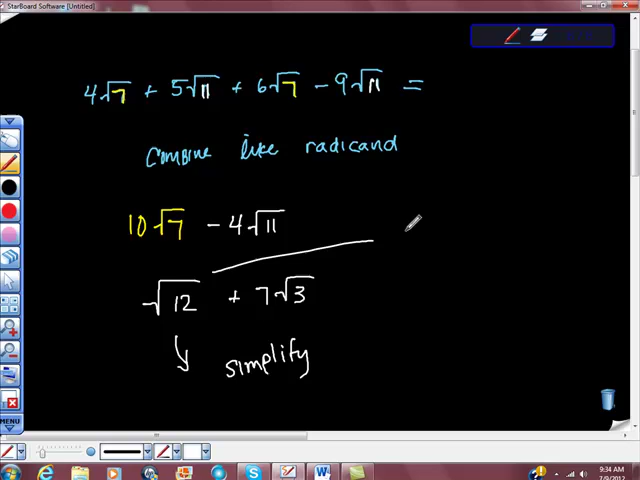 StarBoard Software [Untitled]
4√7 + 5√11 + 6√7 − 9√11 =
Combine like radicand
10√7 − 4√11
√12 + 7√3
simplify
MENU
9:34 AM
7/9/2012